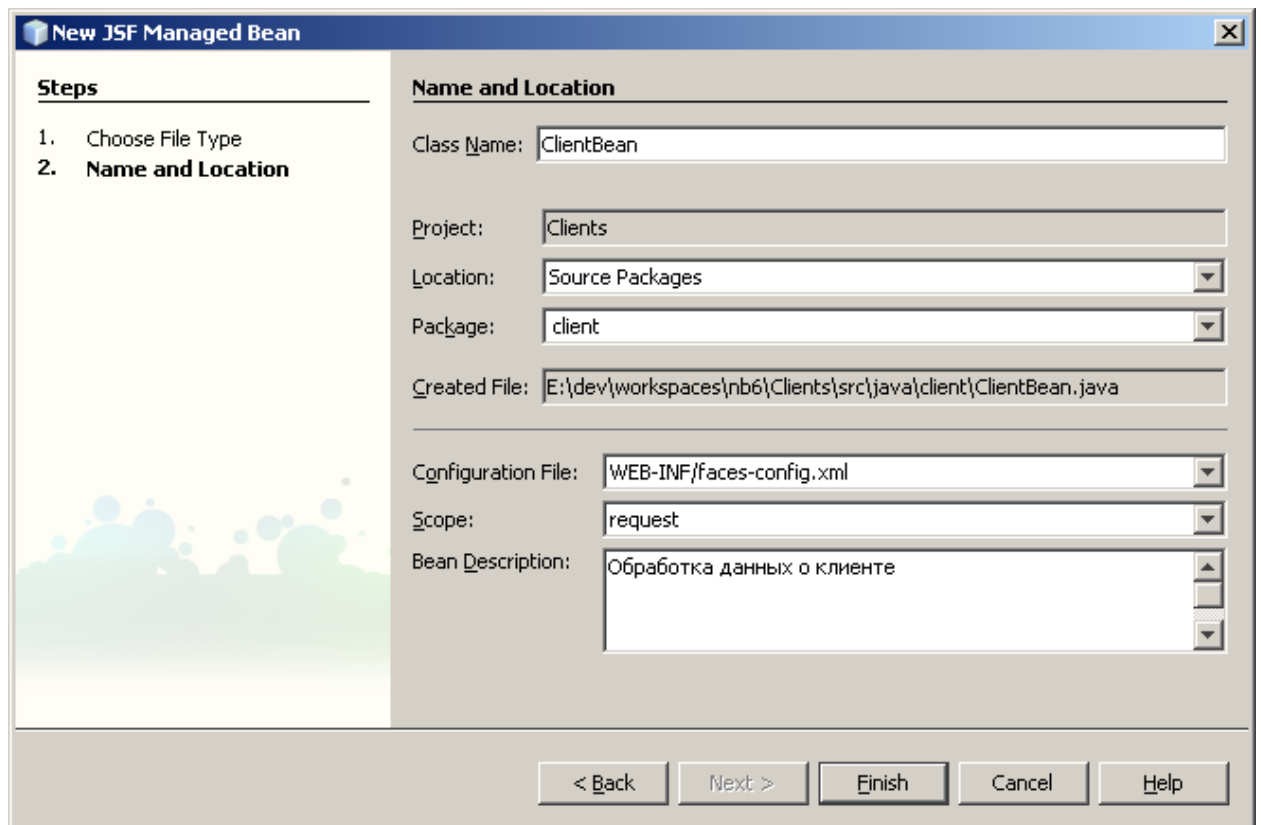 New JSF Managed Bean
Steps
1. Choose File Type
2. Name and Location
Name and Location
Class Name: ClientBean
Project: Clients
Location: Source Packages
Package: client
Created File: E:\dev\workspaces\nb6\Clients\src\java\client\ClientBean.java
Configuration File: WEB-INF/faces-config.xml
Scope: request
Bean Description: Обработка данных о клиенте
< Back Next > Finish Cancel Help